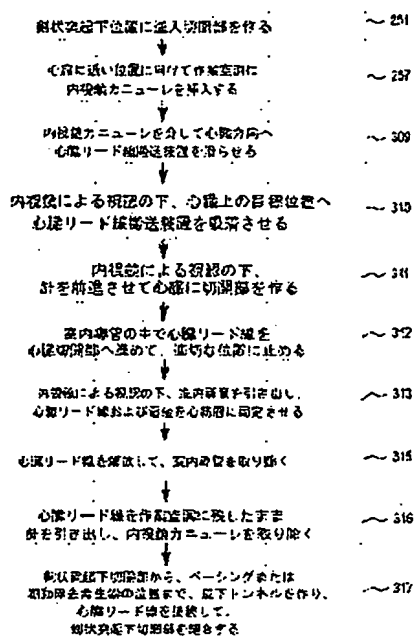 剣状突起下位置に進入切開部を作る
251
心臓に近い位置に向けて作業空洞に
内視鏡カニューレを挿入する
257
内視鏡カニューレを介して心臓方向へ
心臓リード線搬送装置を滑らせる
309
内視鏡による視認の下、心臓上の目標位置へ
心臓リード線搬送装置を吸着させる
310
内視鏡による視認の下、
針を前進させて心臓に切開部を作る
311
案内導管の中で心臓リード線を
心臓切開部へ進めて、適切な位置に止める
312
内視鏡による視認の下、案内導管を引き出し、
心臓リード線および電極を心筋層に固定させる
313
心臓リード線を解放して、案内導管を取り除く
315
心臓リード線を作業空洞に残したまま
針を引き出し、内視鏡カニューレを取り除く
316
剣状突起下切開部から、ペーシングまたは
細動除去発生器の位置まで、皮下トンネルを作り、
心臓リード線を接続して、
剣状突起下切開部を縫合する
317